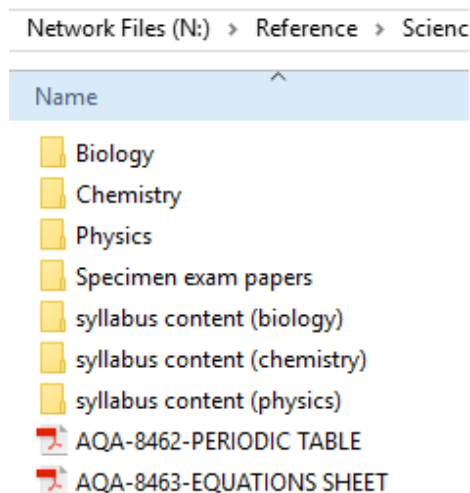 Network Files (N:) > Reference > Scienc
Name
Biology
Chemistry
Physics
Specimen exam papers
syllabus content (biology)
syllabus content (chemistry)
syllabus content (physics)
AQA-8462-PERIODIC TABLE
AQA-8463-EQUATIONS SHEET